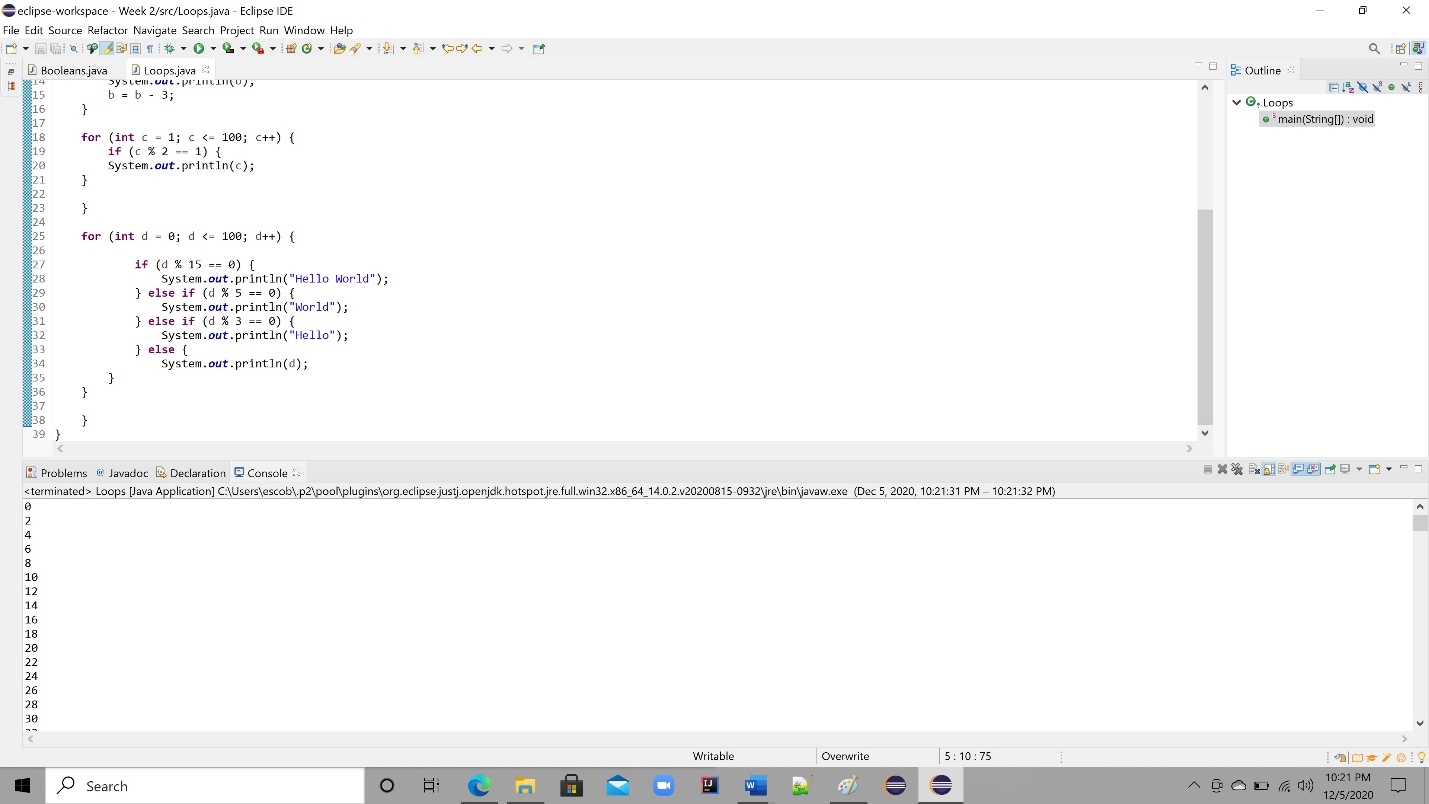 eclipse-workspace - Week 2/src/Loops.java - Eclipse IDE
File Edit Source Refactor Navigate Search Project Run Window Help
Booleans.java Loops.java
14 System.out.println(b);
15 b = b - 3;
16 }
17
18 for (int c = 1; c <= 100; c++) {
19 if (c % 2 == 1) {
20 System.out.println(c);
21 }
22
23 }
24
25 for (int d = 0; d <= 100; d++) {
26
27 if (d % 15 == 0) {
28 System.out.println("Hello World");
29 } else if (d % 5 == 0) {
30 System.out.println("World");
31 } else if (d % 3 == 0) {
32 System.out.println("Hello");
33 } else {
34 System.out.println(d);
35 }
36 }
37
38 }
39 }
Outline
Loops
main(String[]) : void
Problems Javadoc Declaration Console
<terminated> Loops [Java Application] C:\Users\escob\.p2\pool\plugins\org.eclipse.justj.openjdk.hotspot.jre.full.win32.x86_64_14.0.2.v20200815-0932\jre\bin\javaw.exe (Dec 5, 2020, 10:21:31 PM – 10:21:32 PM)
0
2
4
6
8
10
12
14
16
18
20
22
24
26
28
30
Writable Overwrite 5 : 10 : 75
Search
10:21 PM
12/5/2020